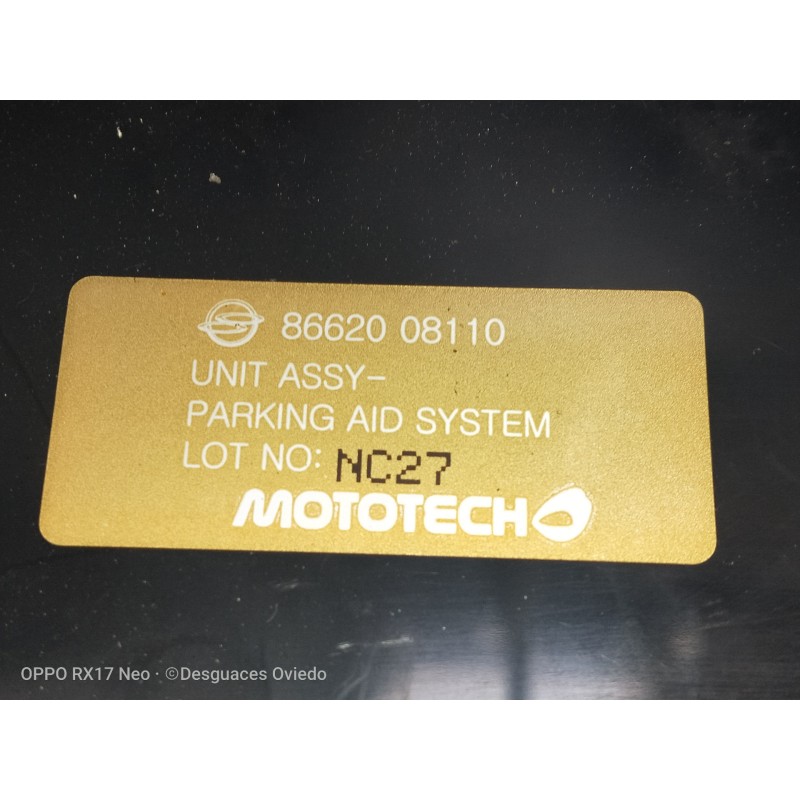 86620 08110
UNIT ASSY-
PARKING AID SYSTEM
LOT NO: NC27
MOTOTECH
OPPO RX17 Neo · ©Desguaces Oviedo